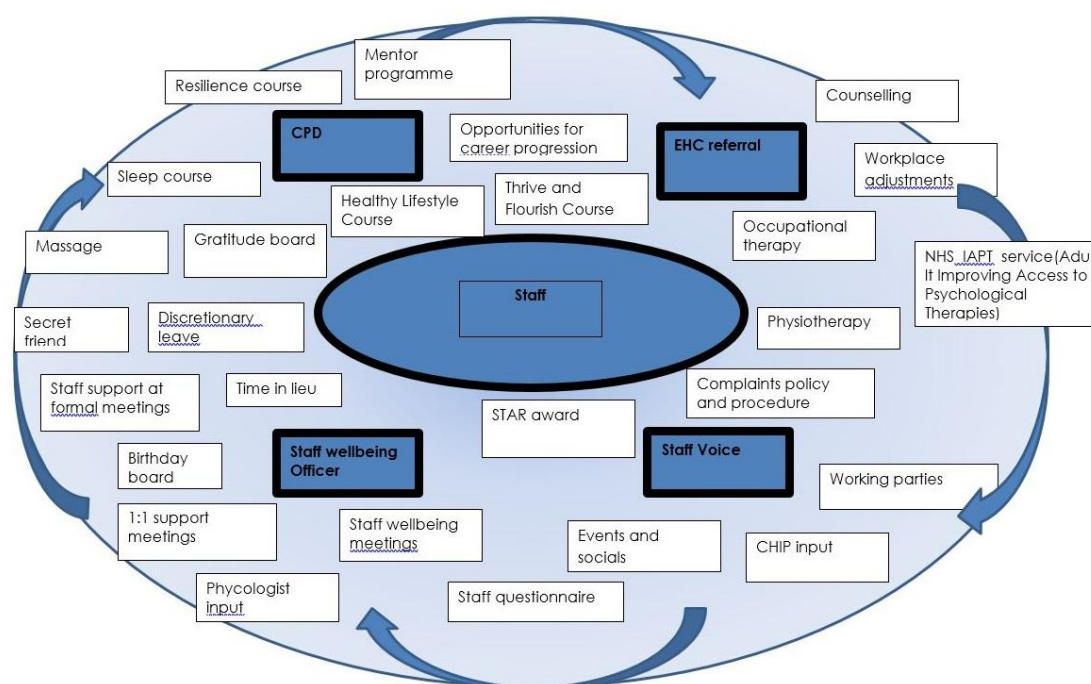 Mentor
programme
Resilience course
Counselling
CPD
Opportunities for
career progression
EHC referral
Workplace
adjustments
Sleep course
Thrive and
Flourish Course
Healthy Lifestyle
Course
Occupational
therapy
Massage
Gratitude board
NHS IAPT service(Adu
lt Improving Access to
Psychological
Therapies)
Staff
Secret
friend
Discretionary
leave
Physiotherapy
Staff support at
formal meetings
Time in lieu
Complaints policy
and procedure
STAR award
Staff wellbeing
Officer
Staff Voice
Birthday
board
Working parties
1:1 support
meetings
Staff wellbeing
meetings
Events and
socials
CHIP input
Phycologist
input
Staff questionnaire